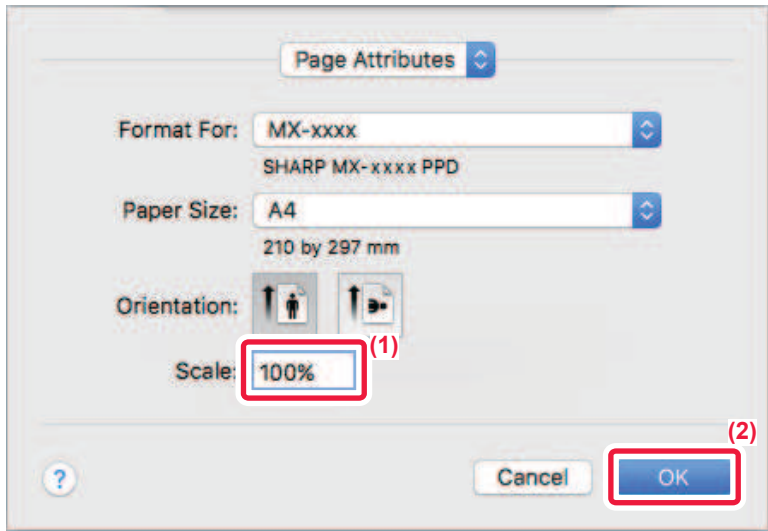 Page Attributes
Format For: MX-xxxx
SHARP MX-xxxx PPD
Paper Size: A4
210 by 297 mm
Orientation:
(1)
Scale: 100%
(2)
? Cancel OK